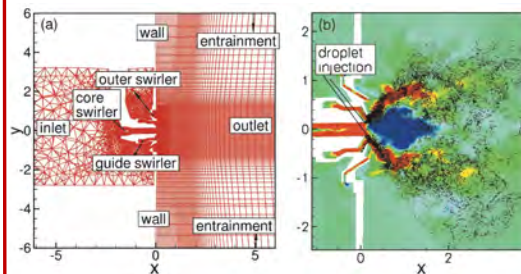 (a)
6
wall
entrainment
4
outer swirler
2
core
swirler
y
0
inlet
outlet
-2
guide swirler
-4
wall
entrainment
-6
-5
0
5
x
(b)
droplet
injection
2
1
0
-1
-2
0
2
x